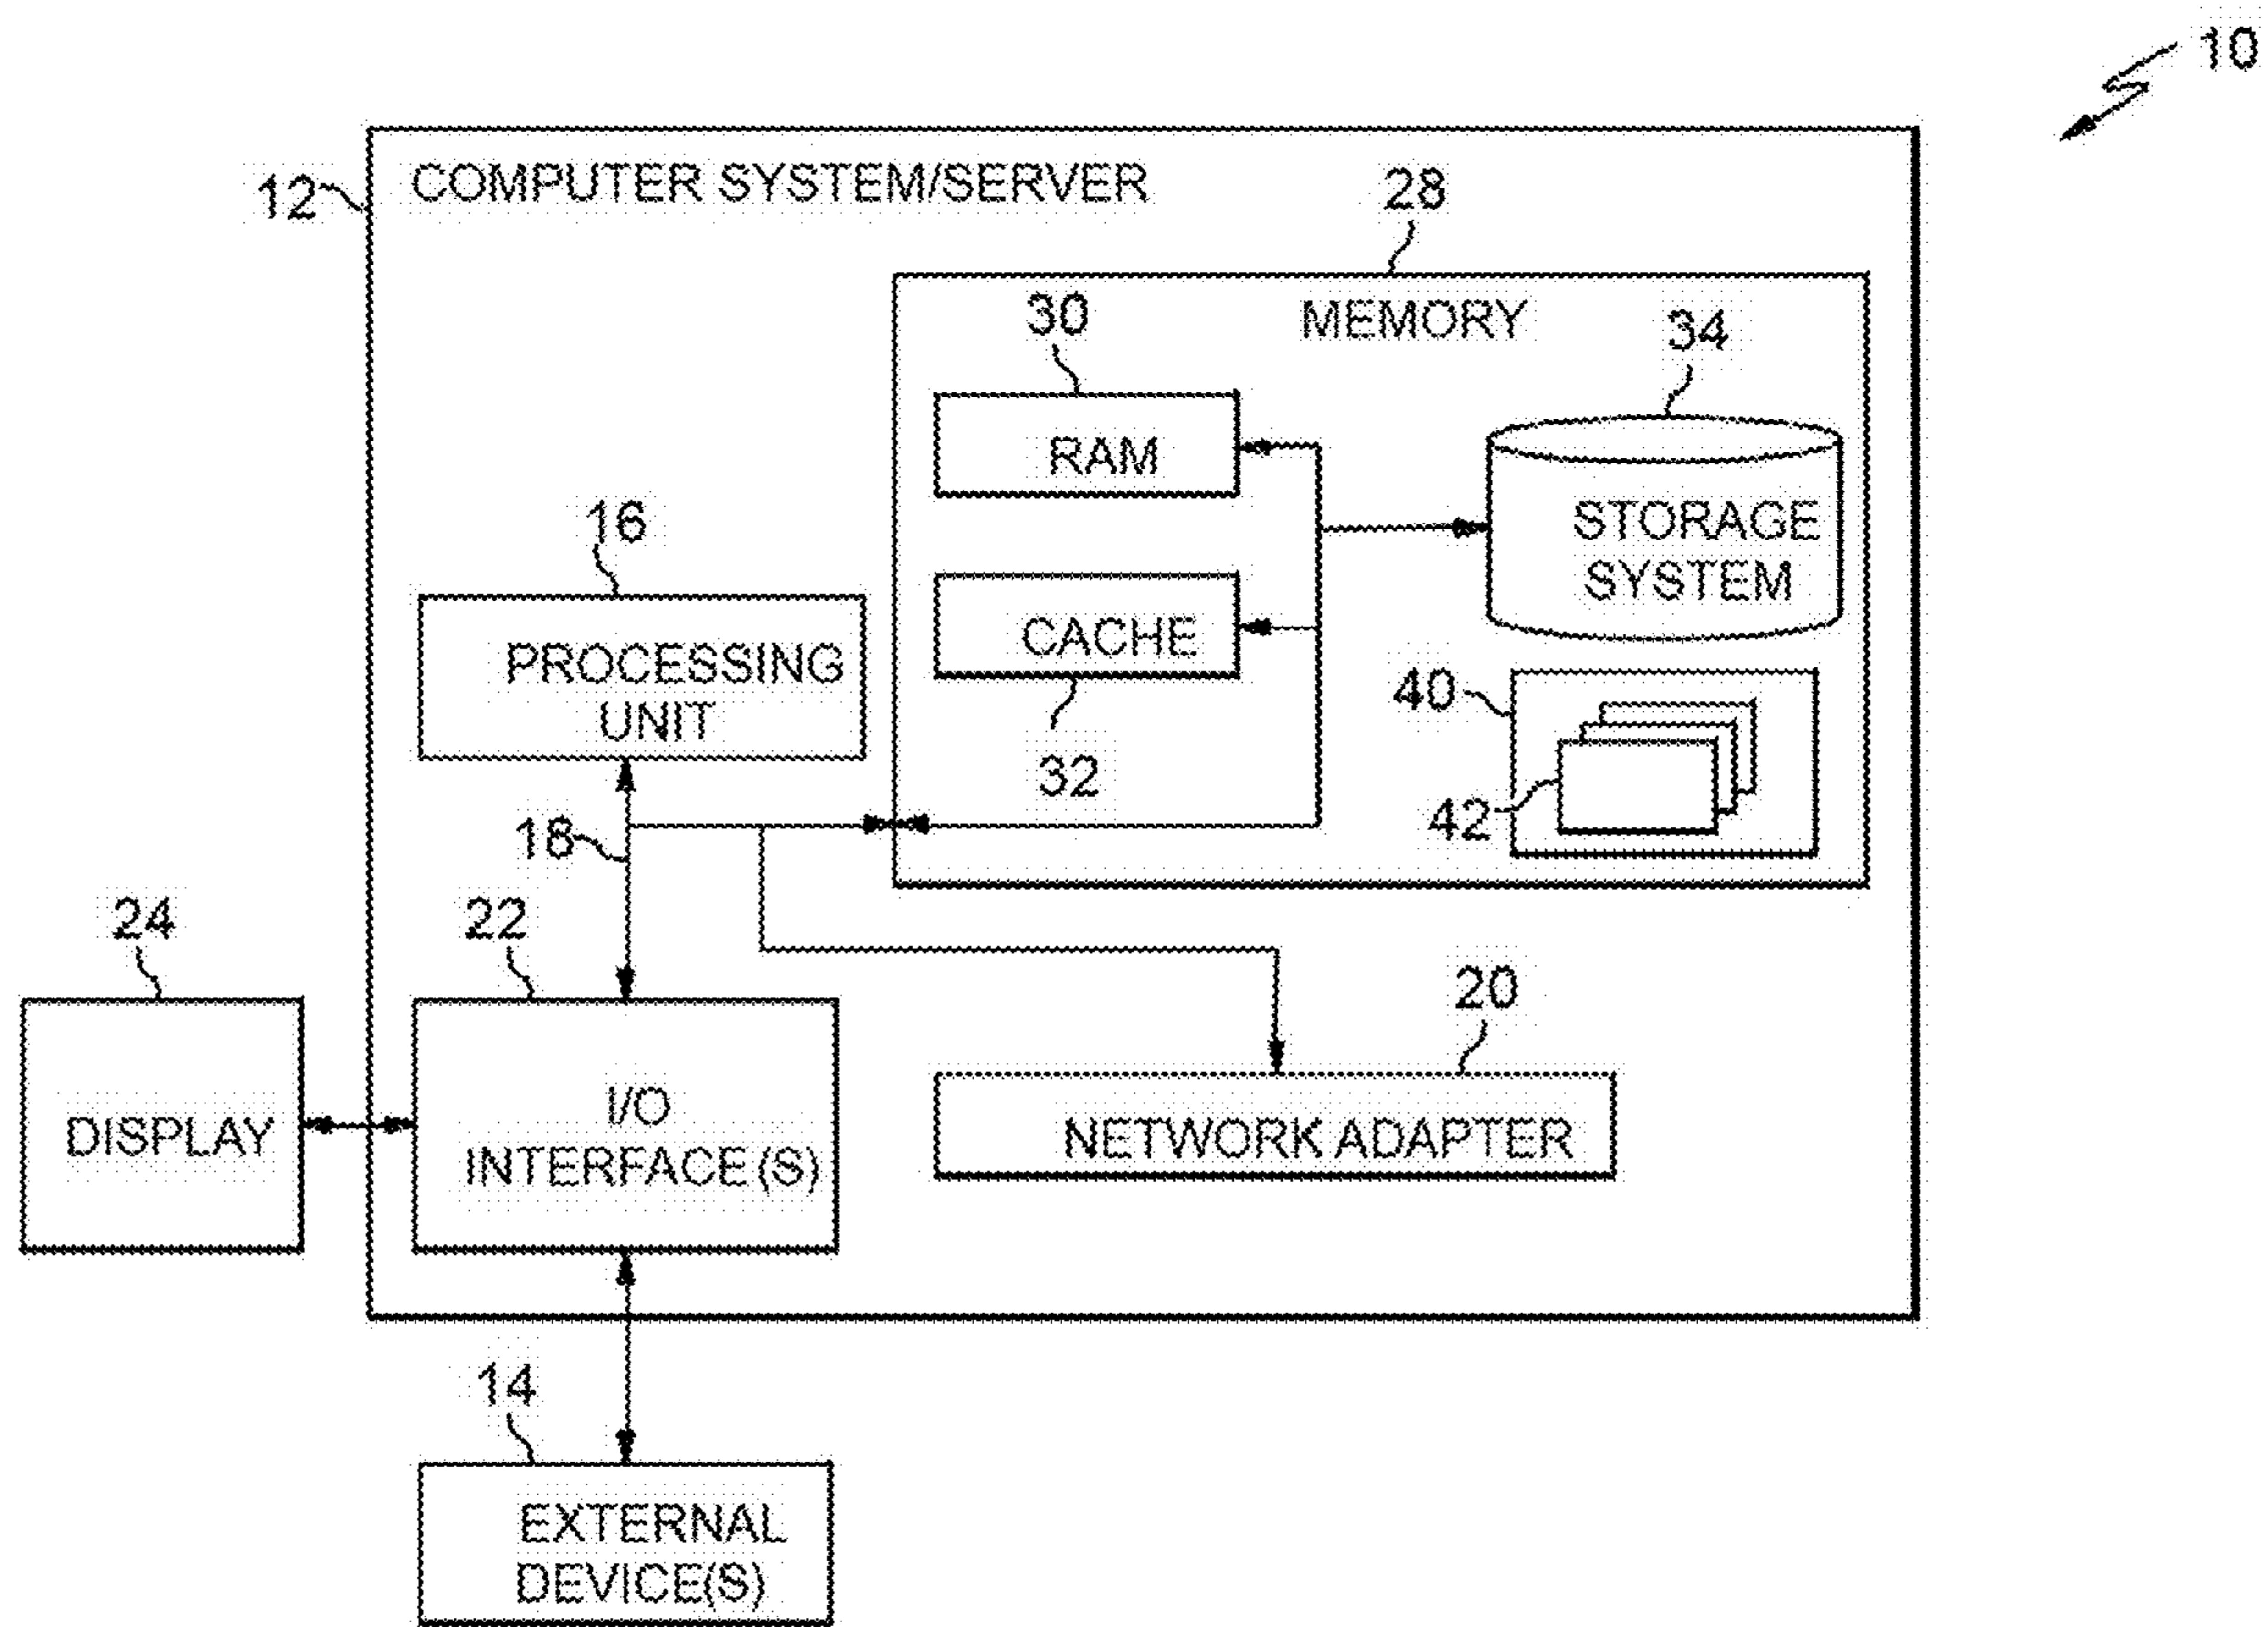 10
12
COMPUTER SYSTEM/SERVER
28
MEMORY
30
34
RAM
STORAGE
SYSTEM
16
PROCESSING
UNIT
CACHE
32
40
42
18
24
22
20
DISPLAY
I/O
INTERFACE(S)
NETWORK ADAPTER
14
EXTERNAL
DEVICE(S)